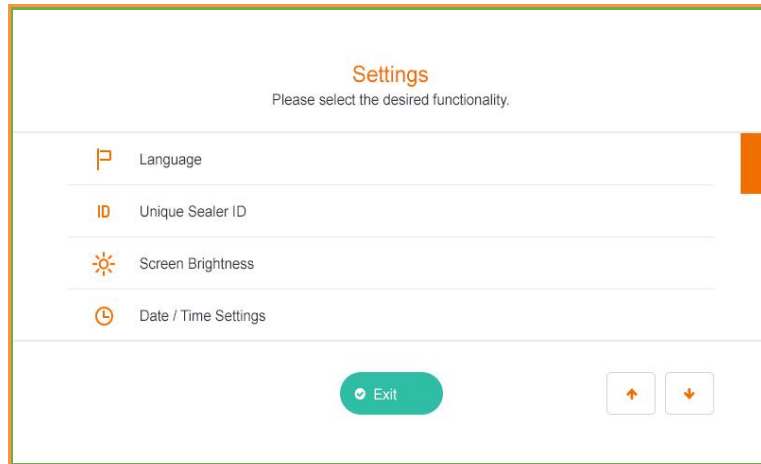 Settings
Please select the desired functionality.
Language
ID Unique Sealer ID
Screen Brightness
Date / Time Settings
Exit